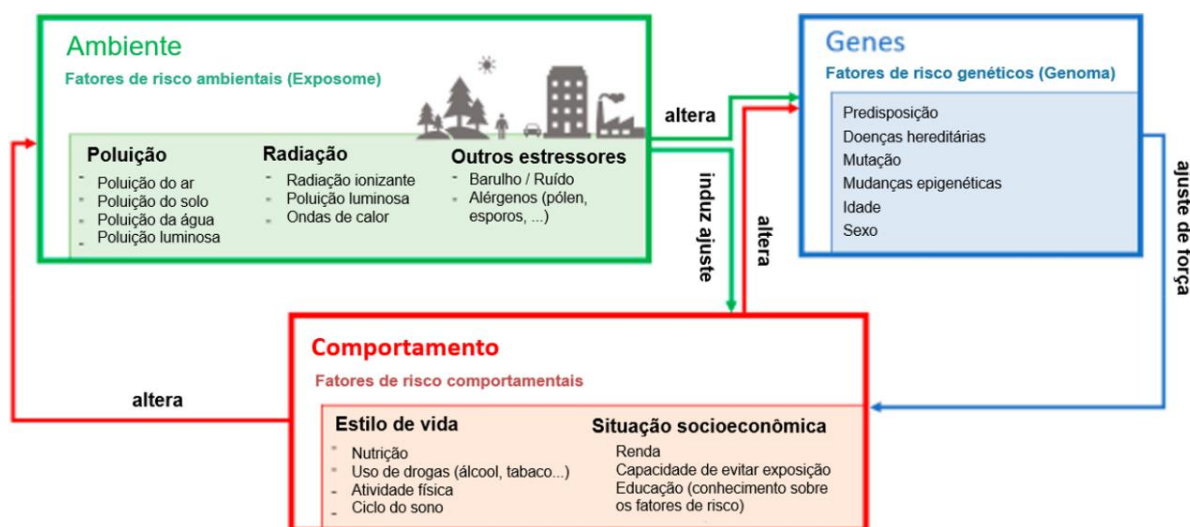 Ambiente
Fatores de risco ambientais (Exposome)
Poluição
- Poluição do ar
- Poluição do solo
- Poluição da água
- Poluição luminosa
Radiação
- Radiação ionizante
- Poluição luminosa
- Ondas de calor
Outros estressores
- Barulho / Ruído
- Alérgenos (pólen,
esporos, ...)
altera
induz ajuste
altera
Genes
Fatores de risco genéticos (Genoma)
Predisposição
Doenças hereditárias
Mutação
Mudanças epigenéticas
Idade
Sexo
ajuste de força
altera
Comportamento
Fatores de risco comportamentais
Estilo de vida
- Nutrição
- Uso de drogas (álcool, tabaco...)
- Atividade física
- Ciclo do sono
-
Situação socioeconômica
Renda
Capacidade de evitar exposição
Educação (conhecimento sobre
os fatores de risco)